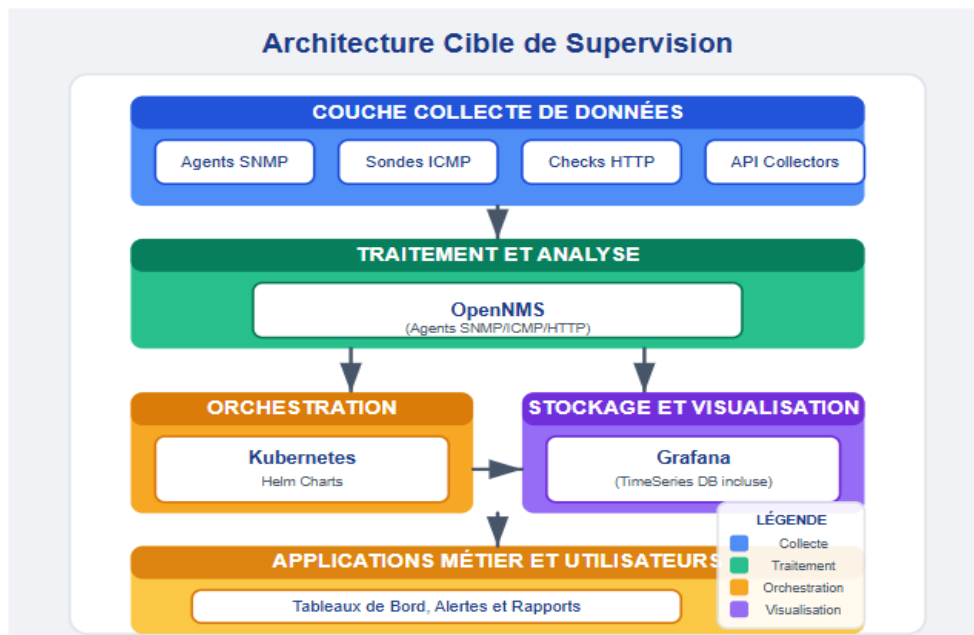 Architecture Cible de Supervision
COUCHE COLLECTE DE DONNÉES
Agents SNMP
Sondes ICMP
Checks HTTP
API Collectors
TRAITEMENT ET ANALYSE
OpenNMS
(Agents SNMP/ICMP/HTTP)
ORCHESTRATION
Kubernetes
Helm Charts
STOCKAGE ET VISUALISATION
Grafana
(TimeSeries DB incluse)
APPLICATIONS MÉTIER ET UTILISATEURS
Tableaux de Bord, Alertes et Rapports
LÉGENDE
Collecte
Traitement
Orchestration
Visualisation